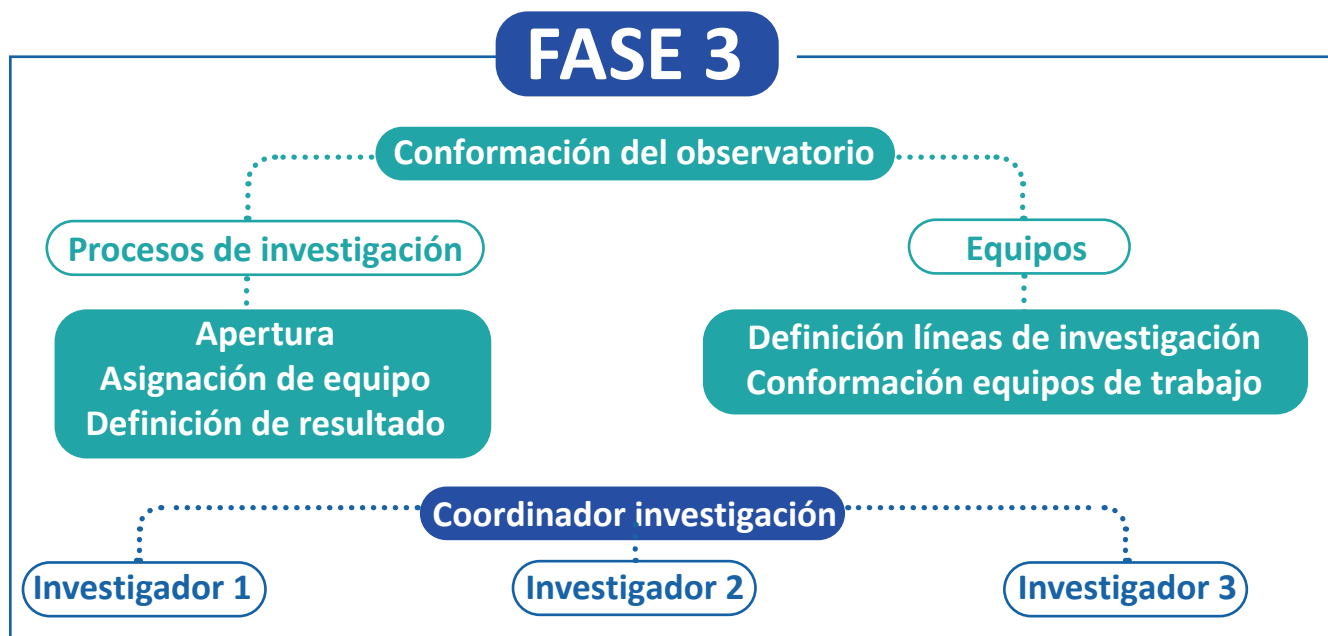 FASE 3
Conformación del observatorio
Procesos de investigación
Equipos
Apertura
Asignación de equipo
Definición de resultado
Definición líneas de investigación
Conformación equipos de trabajo
Coordinador investigación
Investigador 1
Investigador 2
Investigador 3